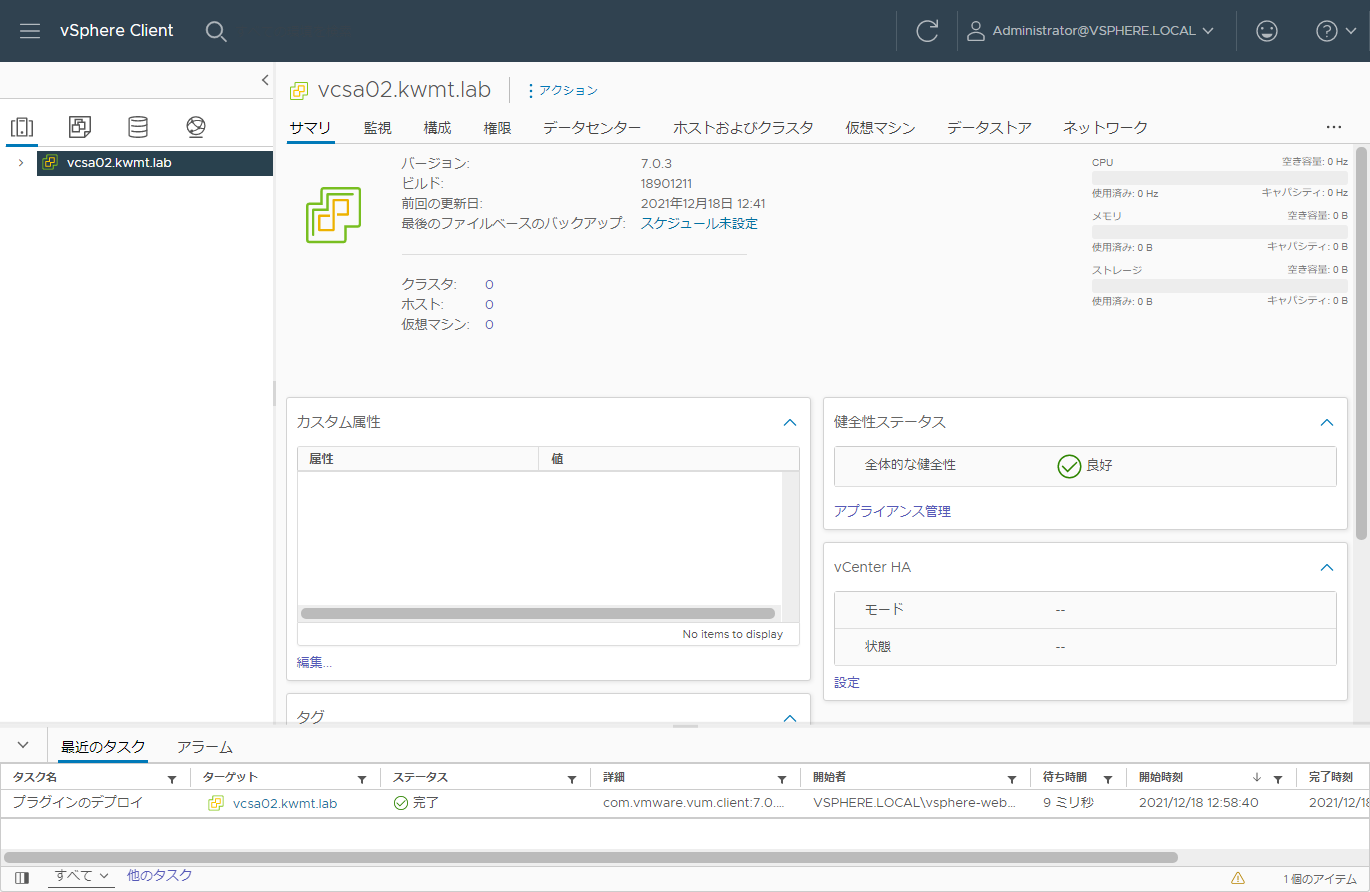 vSphere Client
Administrator@VSPHERE.LOCAL
vcsa02.kwmt.lab
vcsa02.kwmt.lab
アクション
サマリ 監視 構成 権限 データセンター ホストおよびクラスタ 仮想マシン データストア ネットワーク
バージョン: 7.0.3
ビルド: 18901211
前回の更新日: 2021年12月18日 12:41
最後のファイルベースのバックアップ: スケジュール未設定
クラスタ: 0
ホスト: 0
仮想マシン: 0
CPU 空き容量: 0 Hz
使用済み: 0 Hz キャパシティ: 0 Hz
メモリ 空き容量: 0 B
使用済み: 0 B キャパシティ: 0 B
ストレージ 空き容量: 0 B
使用済み: 0 B キャパシティ: 0 B
カスタム属性
属性 値
No items to display
編集...
タグ
健全性ステータス
全体的な健全性 良好
アプライアンス管理
vCenter HA
モード --
状態 --
設定
最近のタスク アラーム
タスク名 ターゲット ステータス 詳細 開始者 待ち時間 開始時刻 完了時刻
プラグインのデプロイ vcsa02.kwmt.lab 完了 com.vmware.vum.client:7.0.... VSPHERE.LOCAL\vsphere-web... 9 ミリ秒 2021/12/18 12:58:40 2021/12/18
すべて 他のタスク 1 個のアイテム